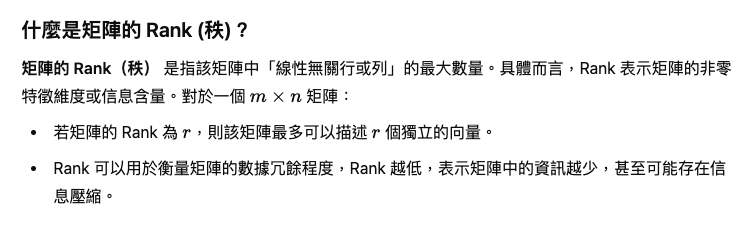 什麼是矩陣的 Rank (秩)？
矩陣的 Rank（秩） 是指該矩陣中「線性無關行或列」的最大數量。具體而言，Rank 表示矩陣的非零
特徵維度或信息含量。對於一個 m × n 矩陣：
• 若矩陣的 Rank 為 r，則該矩陣最多可以描述 r 個獨立的向量。
• Rank 可以用於衡量矩陣的數據冗餘程度，Rank 越低，表示矩陣中的資訊越少，甚至可能存在信
息壓縮。